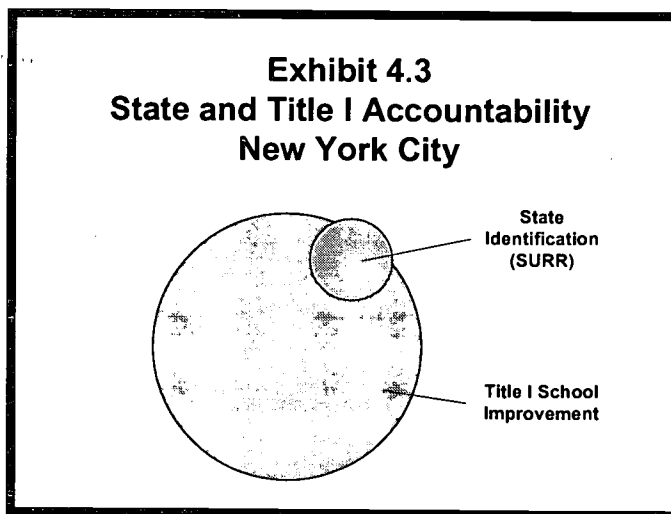 Exhibit 4.3
State and Title I Accountability
New York City
State
Identification
(SURR)
Title I School
Improvement